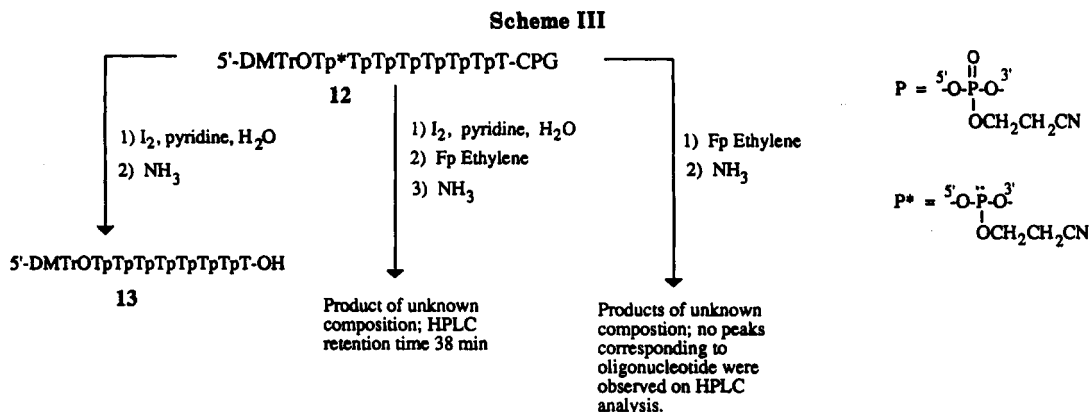 Scheme III
5'-DMTrOTp*TpTpTpTpTpTpT-CPG
12
1) I2, pyridine, H2O
2) NH3
1) I2, pyridine, H2O
2) Fp Ethylene
3) NH3
1) Fp Ethylene
2) NH3
5'-DMTrOTpTpTpTpTpTpTpT-OH
13
Product of unknown
composition; HPLC
retention time 38 min
Products of unknown
compostion; no peaks
corresponding to
oligonucleotide were
observed on HPLC
analysis.
O
P = 5'-O-P-O-3'
OCH2CH2CN
P* = 5'-O-P̈-O-3'
OCH2CH2CN